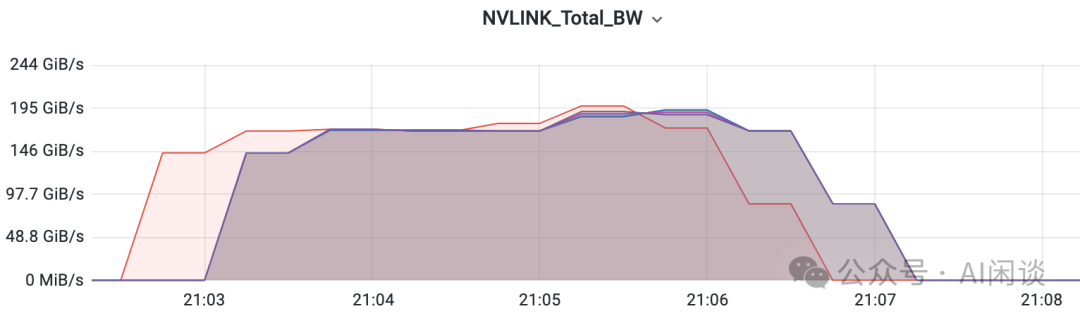 NVLINK_Total_BW
244 GiB/s
195 GiB/s
146 GiB/s
97.7 GiB/s
48.8 GiB/s
0 MiB/s
21:03 21:04 21:05 21:06 21:07 21:08
公众号 · AI闲谈